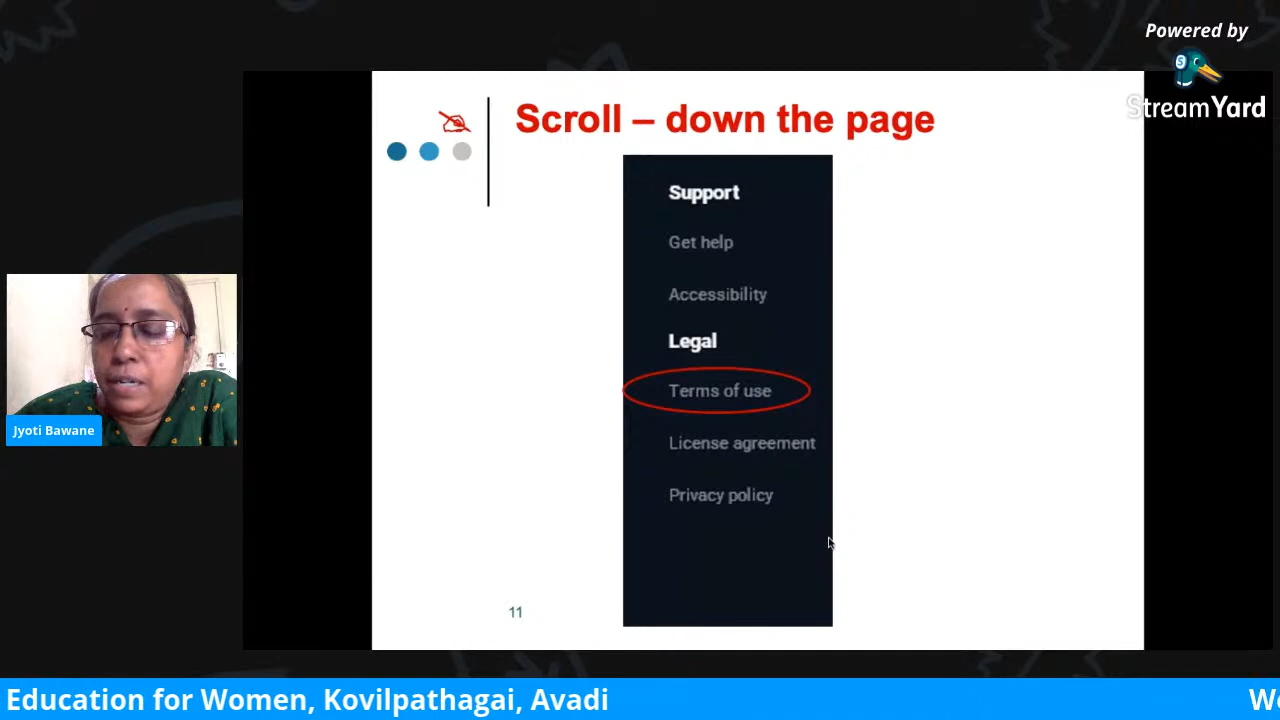 Powered by
StreamYard
Scroll – down the page
Support
Get help
Accessibility
Legal
Terms of use
License agreement
Privacy policy
11
Jyoti Bawane
Education for Women, Kovilpathagai, Avadi